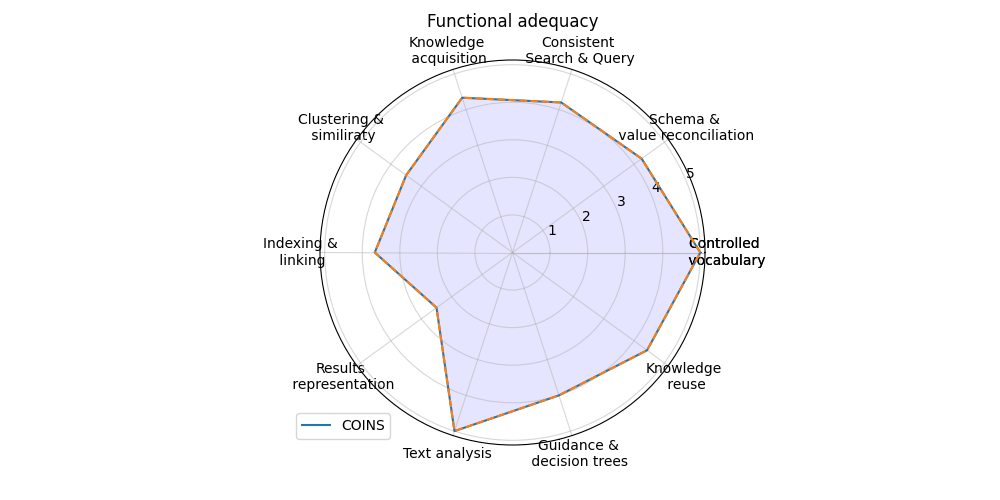 Functional adequacy
Knowledge
acquisition
Consistent
Search & Query
Clustering &
similiraty
Schema &
value reconciliation
5
4
3
2
1
Indexing &
linking
Controlled
vocabulary
Results
representation
Knowledge
reuse
COINS
Text analysis
Guidance &
decision trees